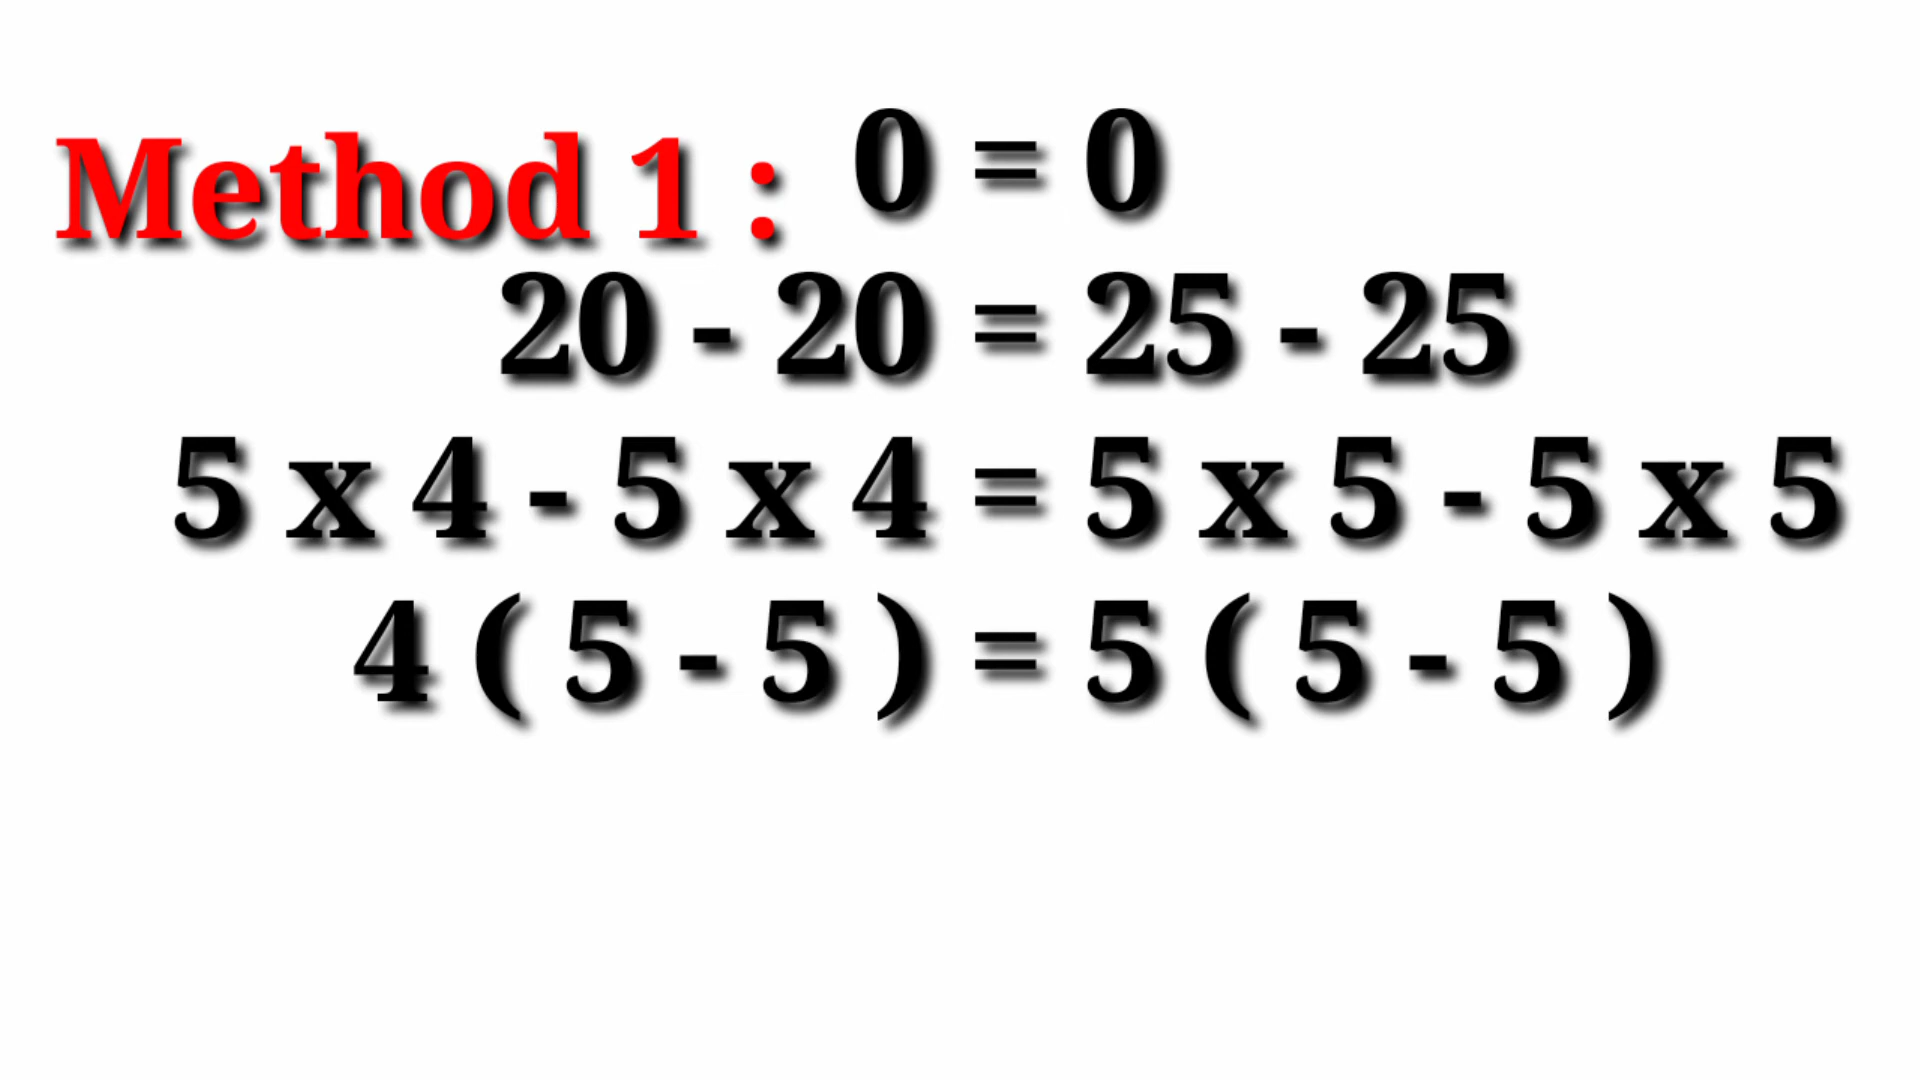 Method 1 : 0 = 0
20 - 20 = 25 - 25
5 x 4 - 5 x 4 = 5 x 5 - 5 x 5
4 ( 5 - 5 ) = 5 ( 5 - 5 )